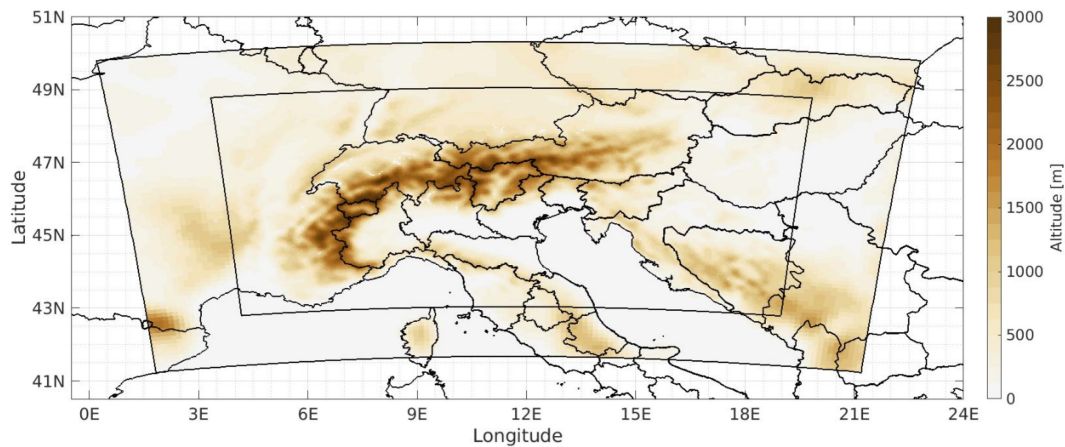 51N
49N
47N
45N
43N
41N
Latitude
0E 3E 6E 9E 12E 15E 18E 21E 24E
Longitude
3000
2500
2000
1500
1000
500
0
Altitude [m]